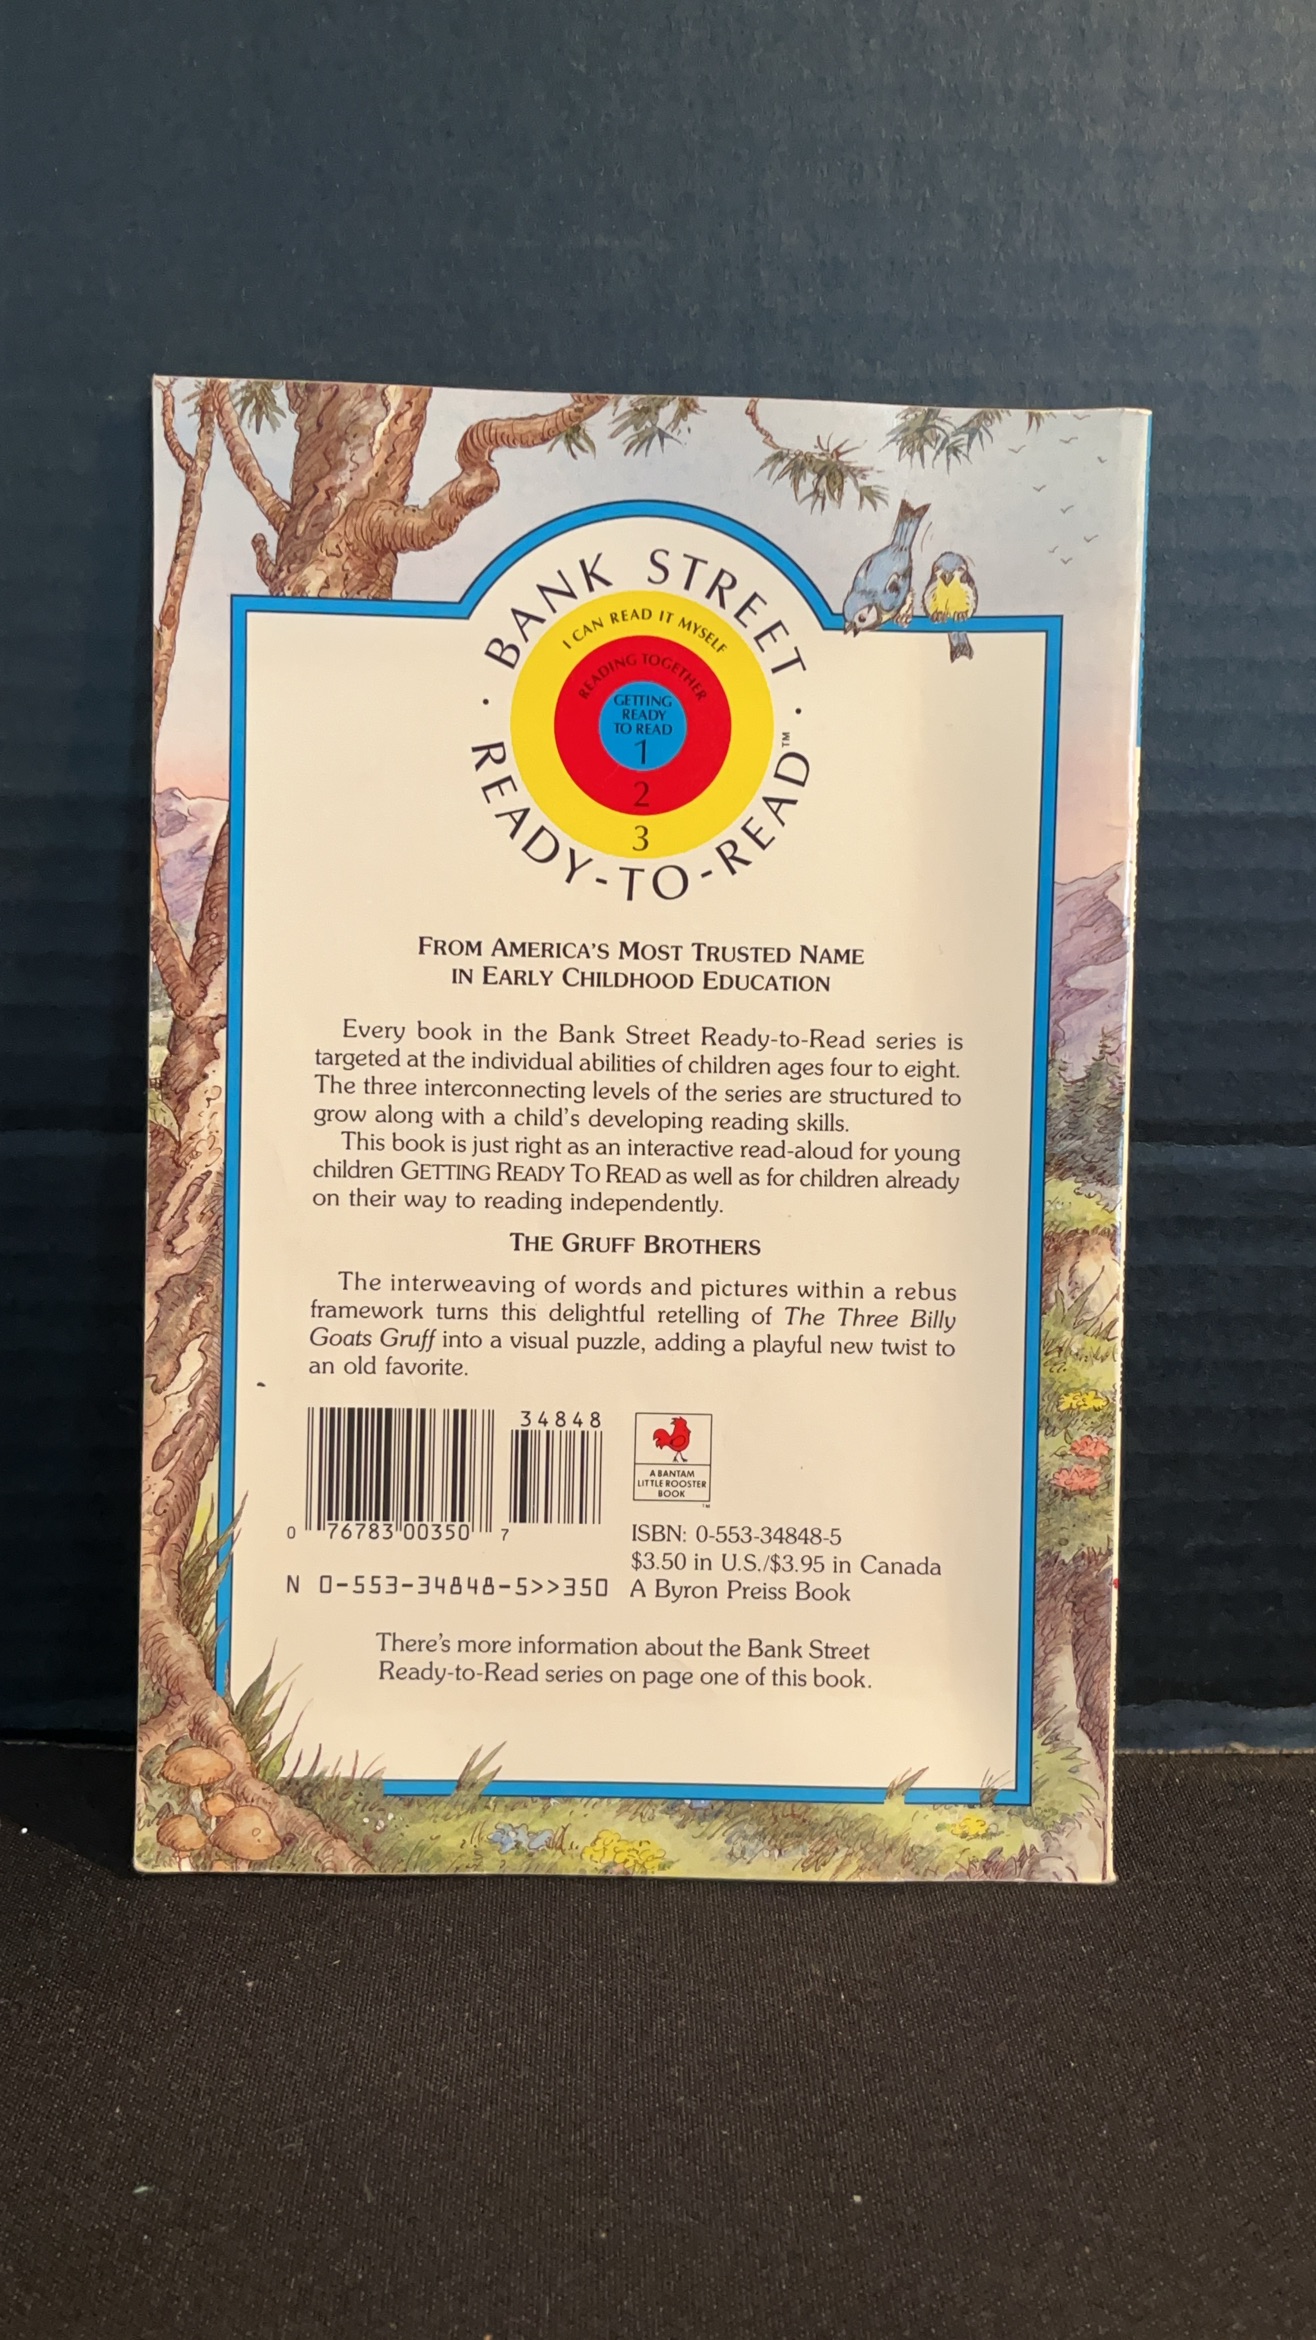 BANK STREET
READY-TO-READ™
I CAN READ IT MYSELF
READING TOGETHER
GETTING
READY
TO READ
1
2
3
FROM AMERICA'S MOST TRUSTED NAME
IN EARLY CHILDHOOD EDUCATION
Every book in the Bank Street Ready-to-Read series is
targeted at the individual abilities of children ages four to eight.
The three interconnecting levels of the series are structured to
grow along with a child's developing reading skills.
This book is just right as an interactive read-aloud for young
children GETTING READY TO READ as well as for children already
on their way to reading independently.
THE GRUFF BROTHERS
The interweaving of words and pictures within a rebus
framework turns this delightful retelling of The Three Billy
Goats Gruff into a visual puzzle, adding a playful new twist to
an old favorite.
34848
0 76783 00350 7
N 0-553-34848-5>>350
A BANTAM
LITTLE ROOSTER
BOOK
TM
ISBN: 0-553-34848-5
$3.50 in U.S./$3.95 in Canada
A Byron Preiss Book
There's more information about the Bank Street
Ready-to-Read series on page one of this book.